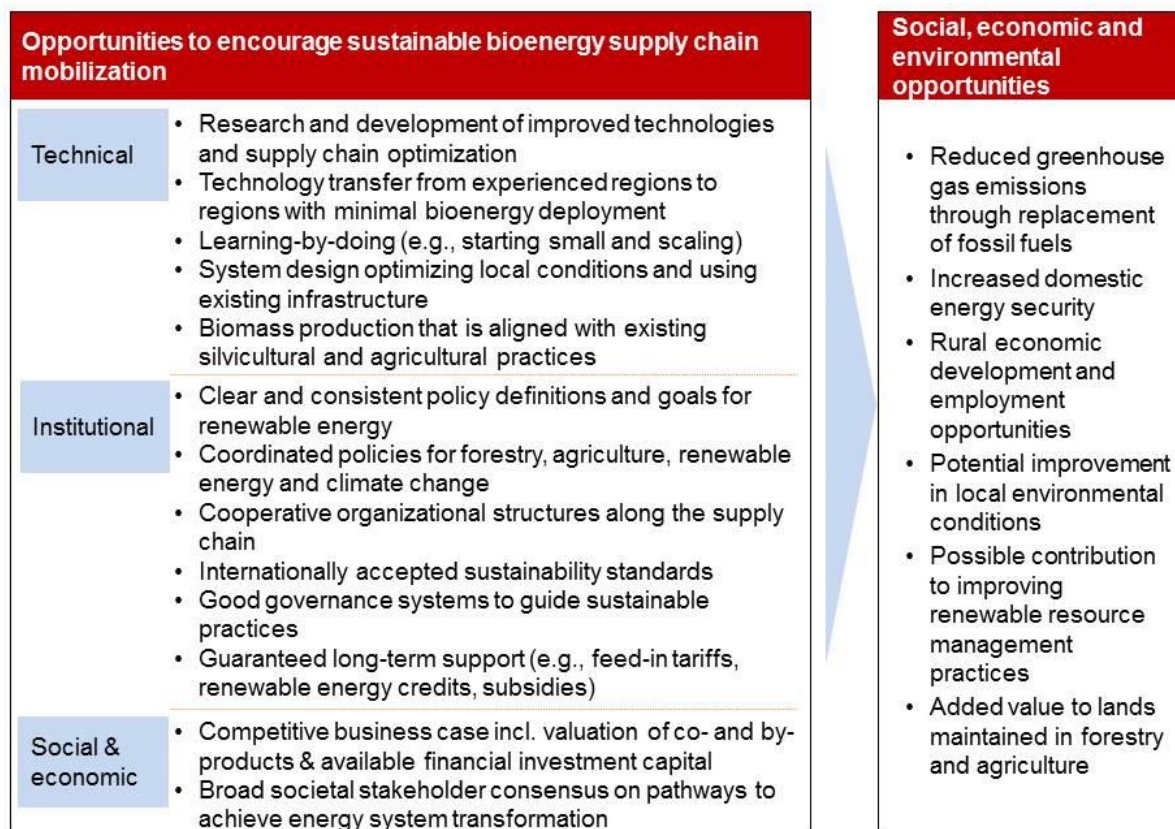 Opportunities to encourage sustainable bioenergy supply chain
mobilization
Technical
• Research and development of improved technologies
and supply chain optimization
• Technology transfer from experienced regions to
regions with minimal bioenergy deployment
• Learning-by-doing (e.g., starting small and scaling)
• System design optimizing local conditions and using
existing infrastructure
• Biomass production that is aligned with existing
silvicultural and agricultural practices
Institutional
• Clear and consistent policy definitions and goals for
renewable energy
• Coordinated policies for forestry, agriculture, renewable
energy and climate change
• Cooperative organizational structures along the supply
chain
• Internationally accepted sustainability standards
• Good governance systems to guide sustainable
practices
• Guaranteed long-term support (e.g., feed-in tariffs,
renewable energy credits, subsidies)
Social &
economic
• Competitive business case incl. valuation of co- and by-
products & available financial investment capital
• Broad societal stakeholder consensus on pathways to
achieve energy system transformation
Social, economic and
environmental
opportunities
• Reduced greenhouse
gas emissions
through replacement
of fossil fuels
• Increased domestic
energy security
• Rural economic
development and
employment
opportunities
• Potential improvement
in local environmental
conditions
• Possible contribution
to improving
renewable resource
management
practices
• Added value to lands
maintained in forestry
and agriculture